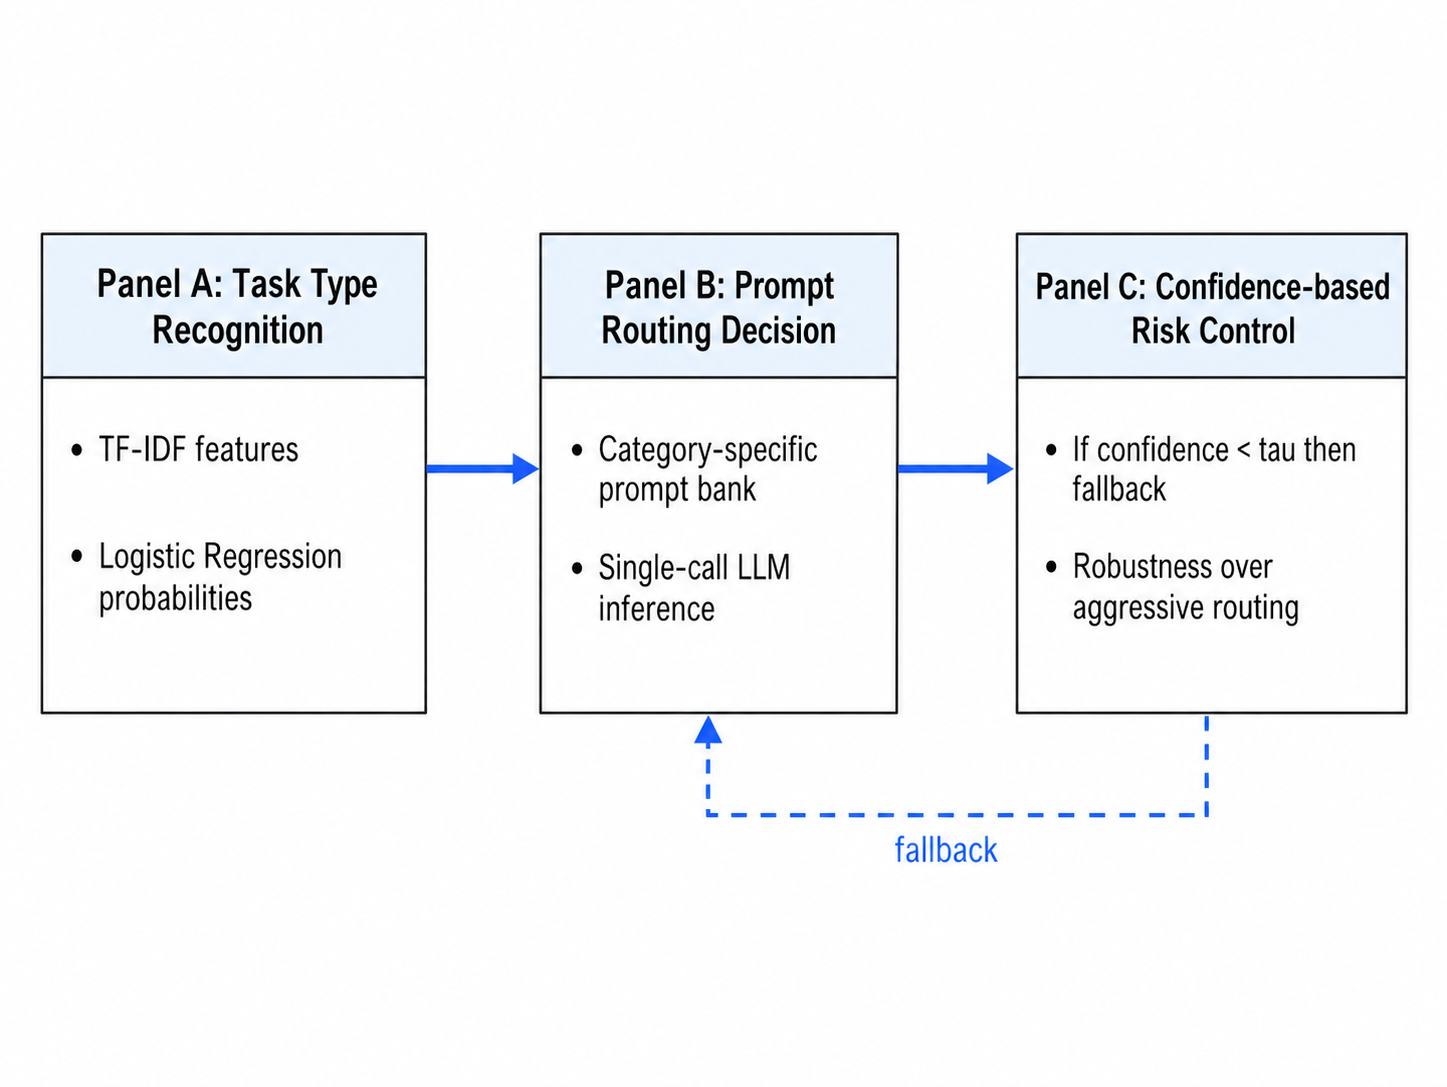 Panel A: Task Type
Recognition
• TF-IDF features
• Logistic Regression
probabilities
Panel B: Prompt
Routing Decision
• Category-specific
prompt bank
• Single-call LLM
inference
Panel C: Confidence-based
Risk Control
• If confidence < tau then
fallback
• Robustness over
aggressive routing
fallback